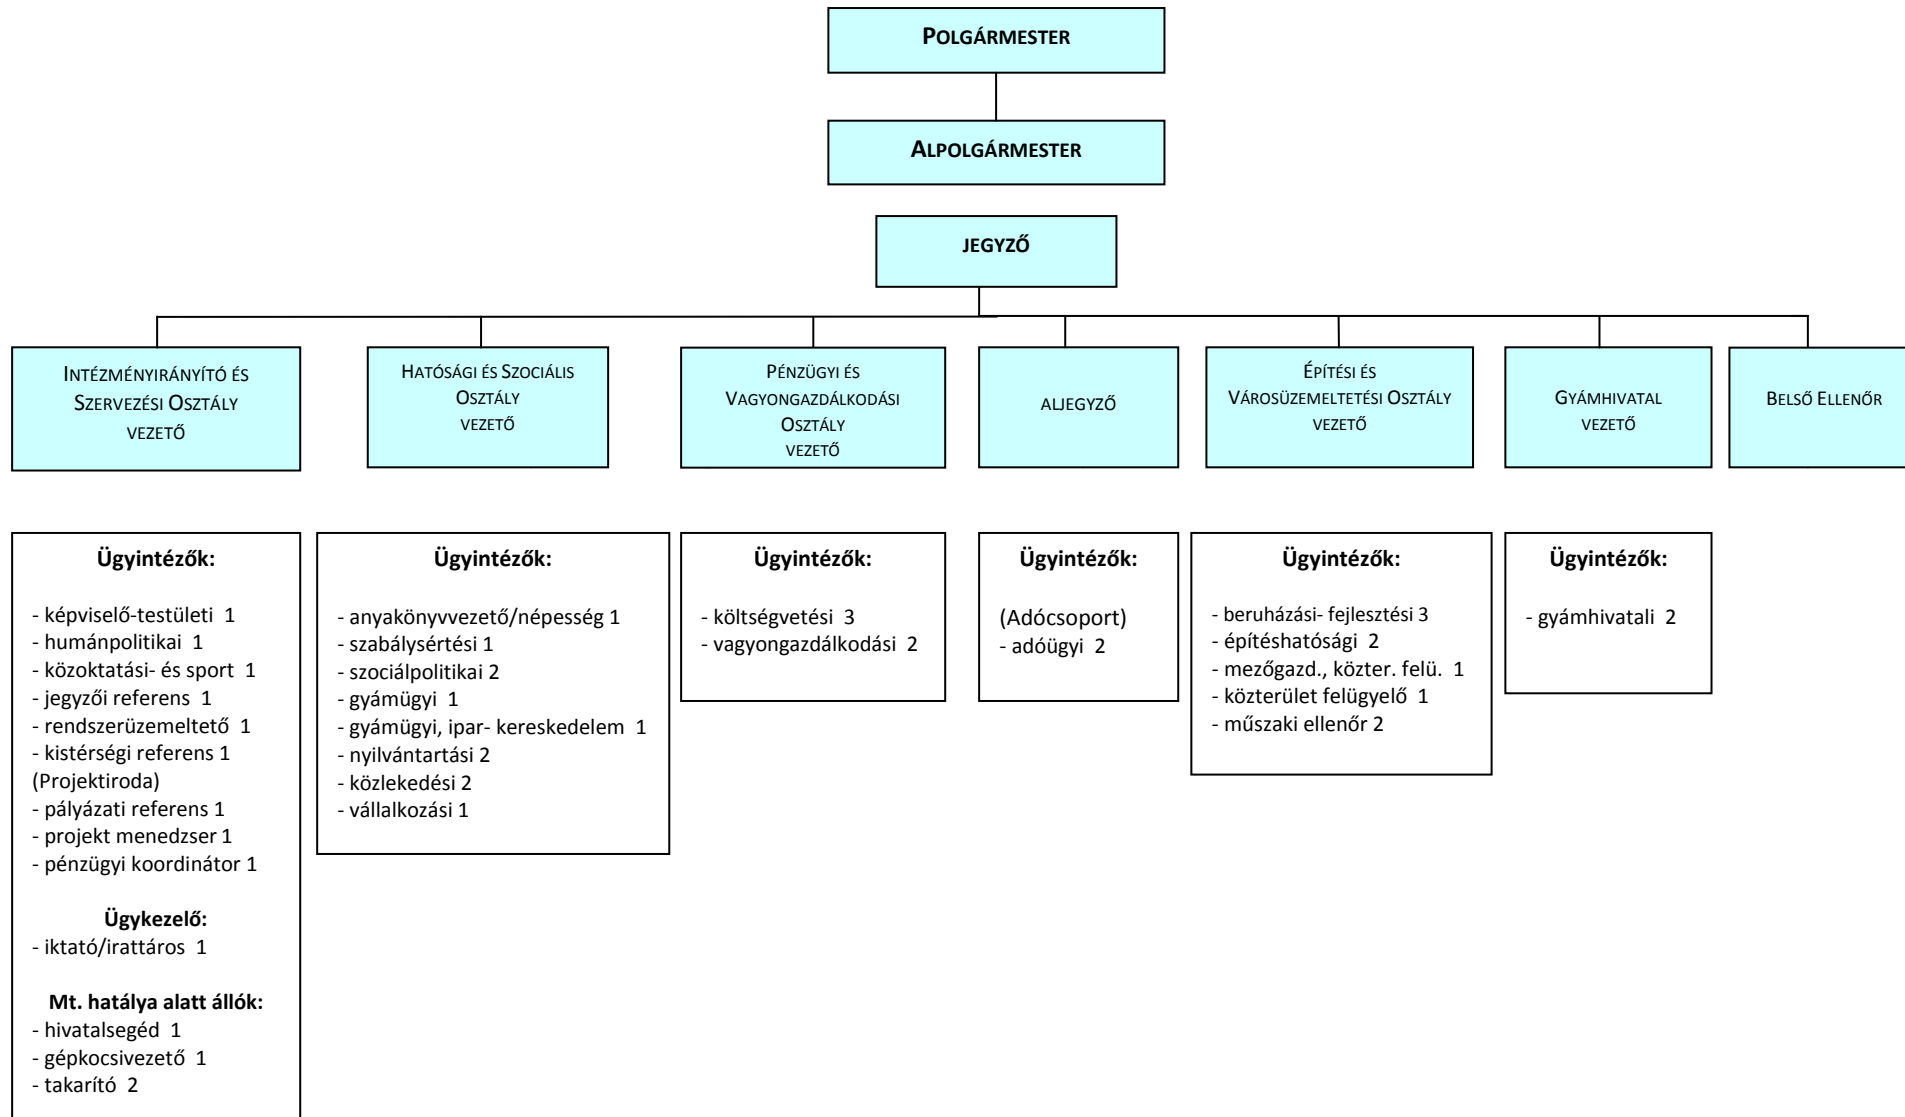 POLGÁRMESTER
ALPOLGÁRMESTER
JEGYZŐ
INTÉZMÉNYIRÁNYÍTÓ ÉS
SZERVEZÉSI OSZTÁLY
VEZETŐ
HATÓSÁGI ÉS SZOCIÁLIS
OSZTÁLY
VEZETŐ
PÉNZÜGYI ÉS
VAGYONGAZDÁLKODÁSI
OSZTÁLY
VEZETŐ
ALJEGYZŐ
ÉPÍTÉSI ÉS
VÁROSÜZEMELTETÉSI OSZTÁLY
VEZETŐ
GYÁMHIVATAL
VEZETŐ
BELSŐ ELLENŐR
Ügyintézők:
- képviselő-testületi 1
- humánpolitikai 1
- közoktatási- és sport 1
- jegyzői referens 1
- rendszerüzemeltető 1
- kistérségi referens 1
(Projektiroda)
- pályázati referens 1
- projekt menedzser 1
- pénzügyi koordinátor 1
Ügykezelő:
- iktató/irattáros 1
Mt. hatálya alatt állók:
- hivatalsegéd 1
- gépkocsivezető 1
- takarító 2
Ügyintézők:
- anyakönyvvezető/népesség 1
- szabálysértési 1
- szociálpolitikai 2
- gyámügyi 1
- gyámügyi, ipar- kereskedelem 1
- nyilvántartási 2
- közlekedési 2
- vállalkozási 1
Ügyintézők:
- költségvetési 3
- vagyongazdálkodási 2
Ügyintézők:
(Adócsoport)
- adóügyi 2
Ügyintézők:
- beruházási- fejlesztési 3
- építéshatósági 2
- mezőgazd., közter. felü. 1
- közterület felügyelő 1
- műszaki ellenőr 2
Ügyintézők:
- gyámhivatali 2